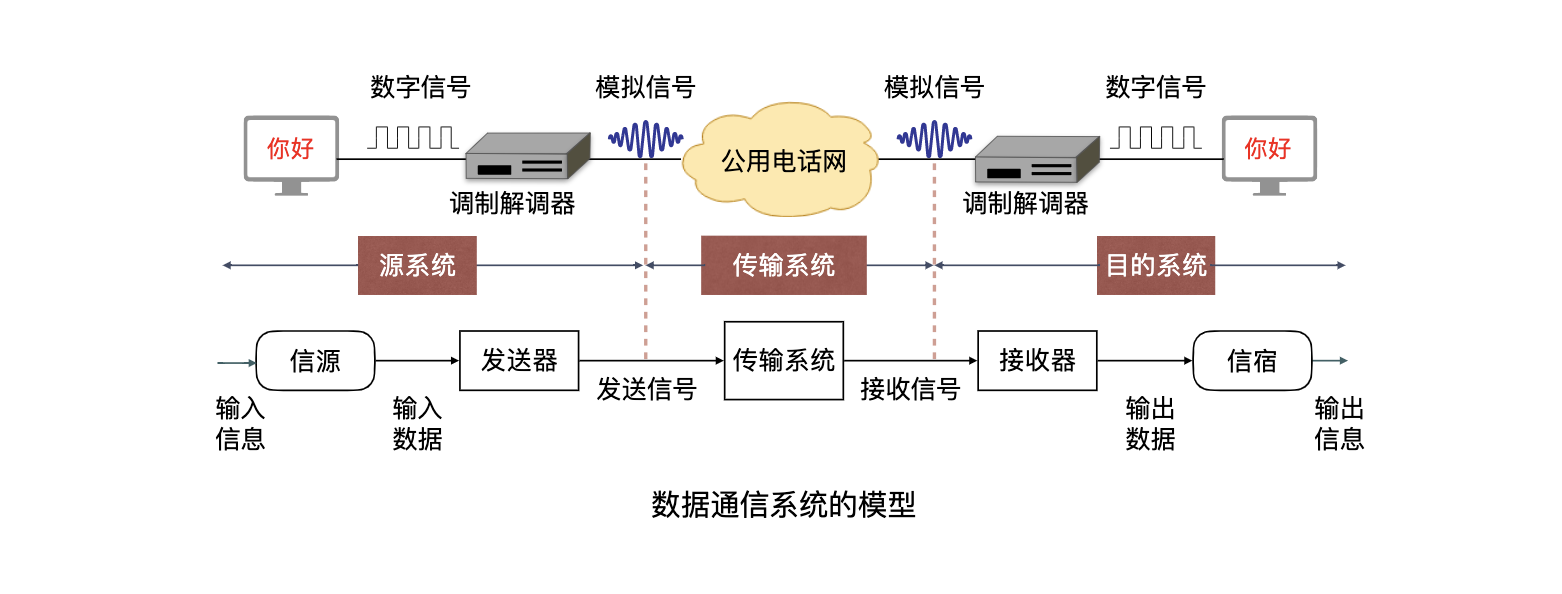 数字信号
模拟信号
模拟信号
数字信号
你好
公用电话网
你好
调制解调器
调制解调器
源系统
传输系统
目的系统
信源
发送器
传输系统
接收器
信宿
发送信号
接收信号
输入
信息
输入
数据
输出
数据
输出
信息
数据通信系统的模型